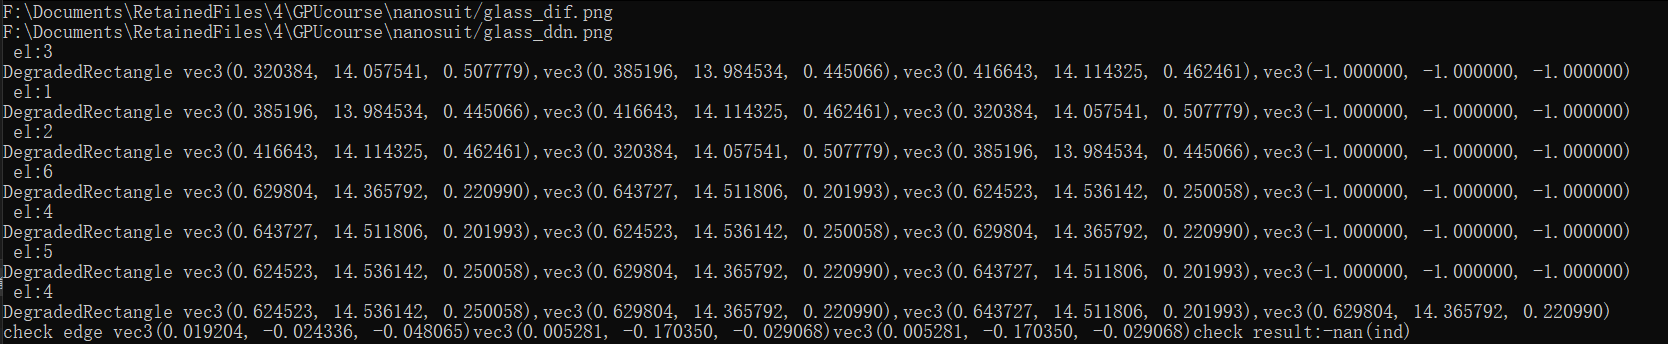 F:\Documents\RetainedFiles\4\GPUcourse\nanosuit/glass_dif.png
F:\Documents\RetainedFiles\4\GPUcourse\nanosuit/glass_ddn.png
 el:3
DegradedRectangle vec3(0.320384, 14.057541, 0.507779),vec3(0.385196, 13.984534, 0.445066),vec3(0.416643, 14.114325, 0.462461),vec3(-1.000000, -1.000000, -1.000000)
 el:1
DegradedRectangle vec3(0.385196, 13.984534, 0.445066),vec3(0.416643, 14.114325, 0.462461),vec3(0.320384, 14.057541, 0.507779),vec3(-1.000000, -1.000000, -1.000000)
 el:2
DegradedRectangle vec3(0.416643, 14.114325, 0.462461),vec3(0.320384, 14.057541, 0.507779),vec3(0.385196, 13.984534, 0.445066),vec3(-1.000000, -1.000000, -1.000000)
 el:6
DegradedRectangle vec3(0.629804, 14.365792, 0.220990),vec3(0.643727, 14.511806, 0.201993),vec3(0.624523, 14.536142, 0.250058),vec3(-1.000000, -1.000000, -1.000000)
 el:4
DegradedRectangle vec3(0.643727, 14.511806, 0.201993),vec3(0.624523, 14.536142, 0.250058),vec3(0.629804, 14.365792, 0.220990),vec3(-1.000000, -1.000000, -1.000000)
 el:5
DegradedRectangle vec3(0.624523, 14.536142, 0.250058),vec3(0.629804, 14.365792, 0.220990),vec3(0.643727, 14.511806, 0.201993),vec3(-1.000000, -1.000000, -1.000000)
 el:4
DegradedRectangle vec3(0.624523, 14.536142, 0.250058),vec3(0.629804, 14.365792, 0.220990),vec3(0.643727, 14.511806, 0.201993),vec3(0.629804, 14.365792, 0.220990)
check edge vec3(0.019204, -0.024336, -0.048065)vec3(0.005281, -0.170350, -0.029068)vec3(0.005281, -0.170350, -0.029068)check result:-nan(ind)